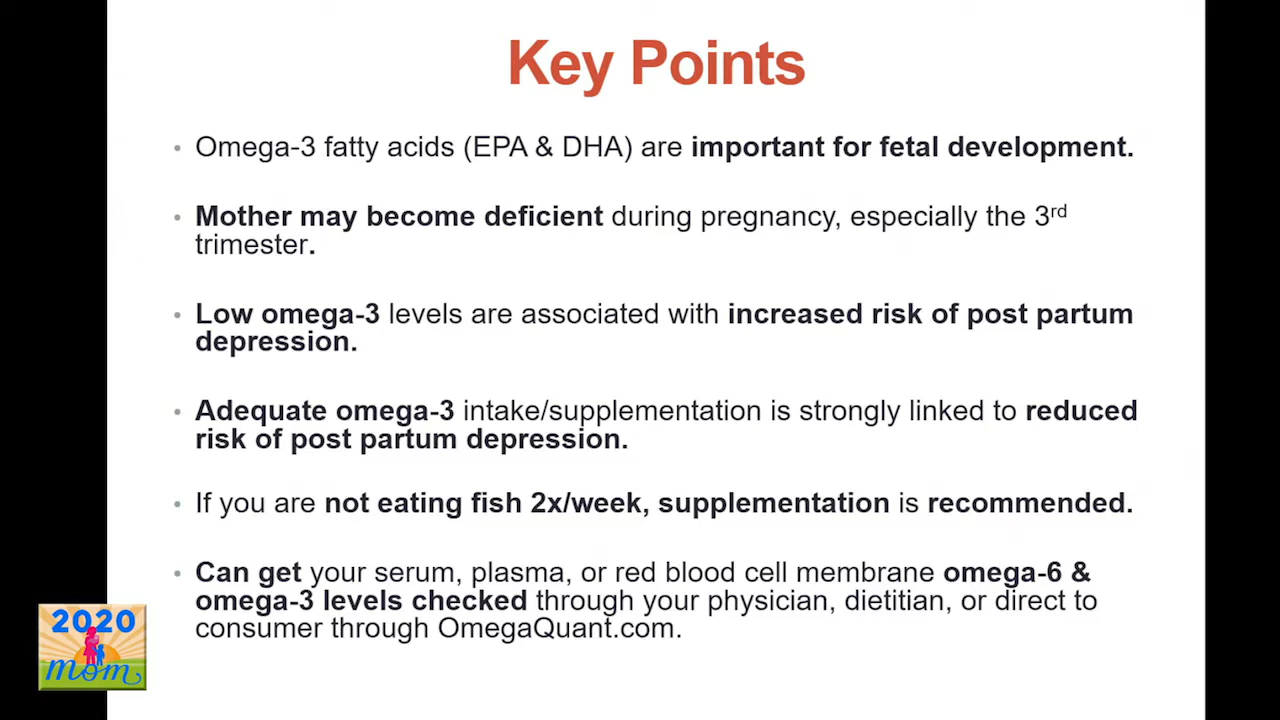 Key Points
• Omega-3 fatty acids (EPA & DHA) are important for fetal development.
• Mother may become deficient during pregnancy, especially the 3rd
trimester.
• Low omega-3 levels are associated with increased risk of post partum
depression.
• Adequate omega-3 intake/supplementation is strongly linked to reduced
risk of post partum depression.
• If you are not eating fish 2x/week, supplementation is recommended.
• Can get your serum, plasma, or red blood cell membrane omega-6 &
omega-3 levels checked through your physician, dietitian, or direct to
consumer through OmegaQuant.com.
2020
mom